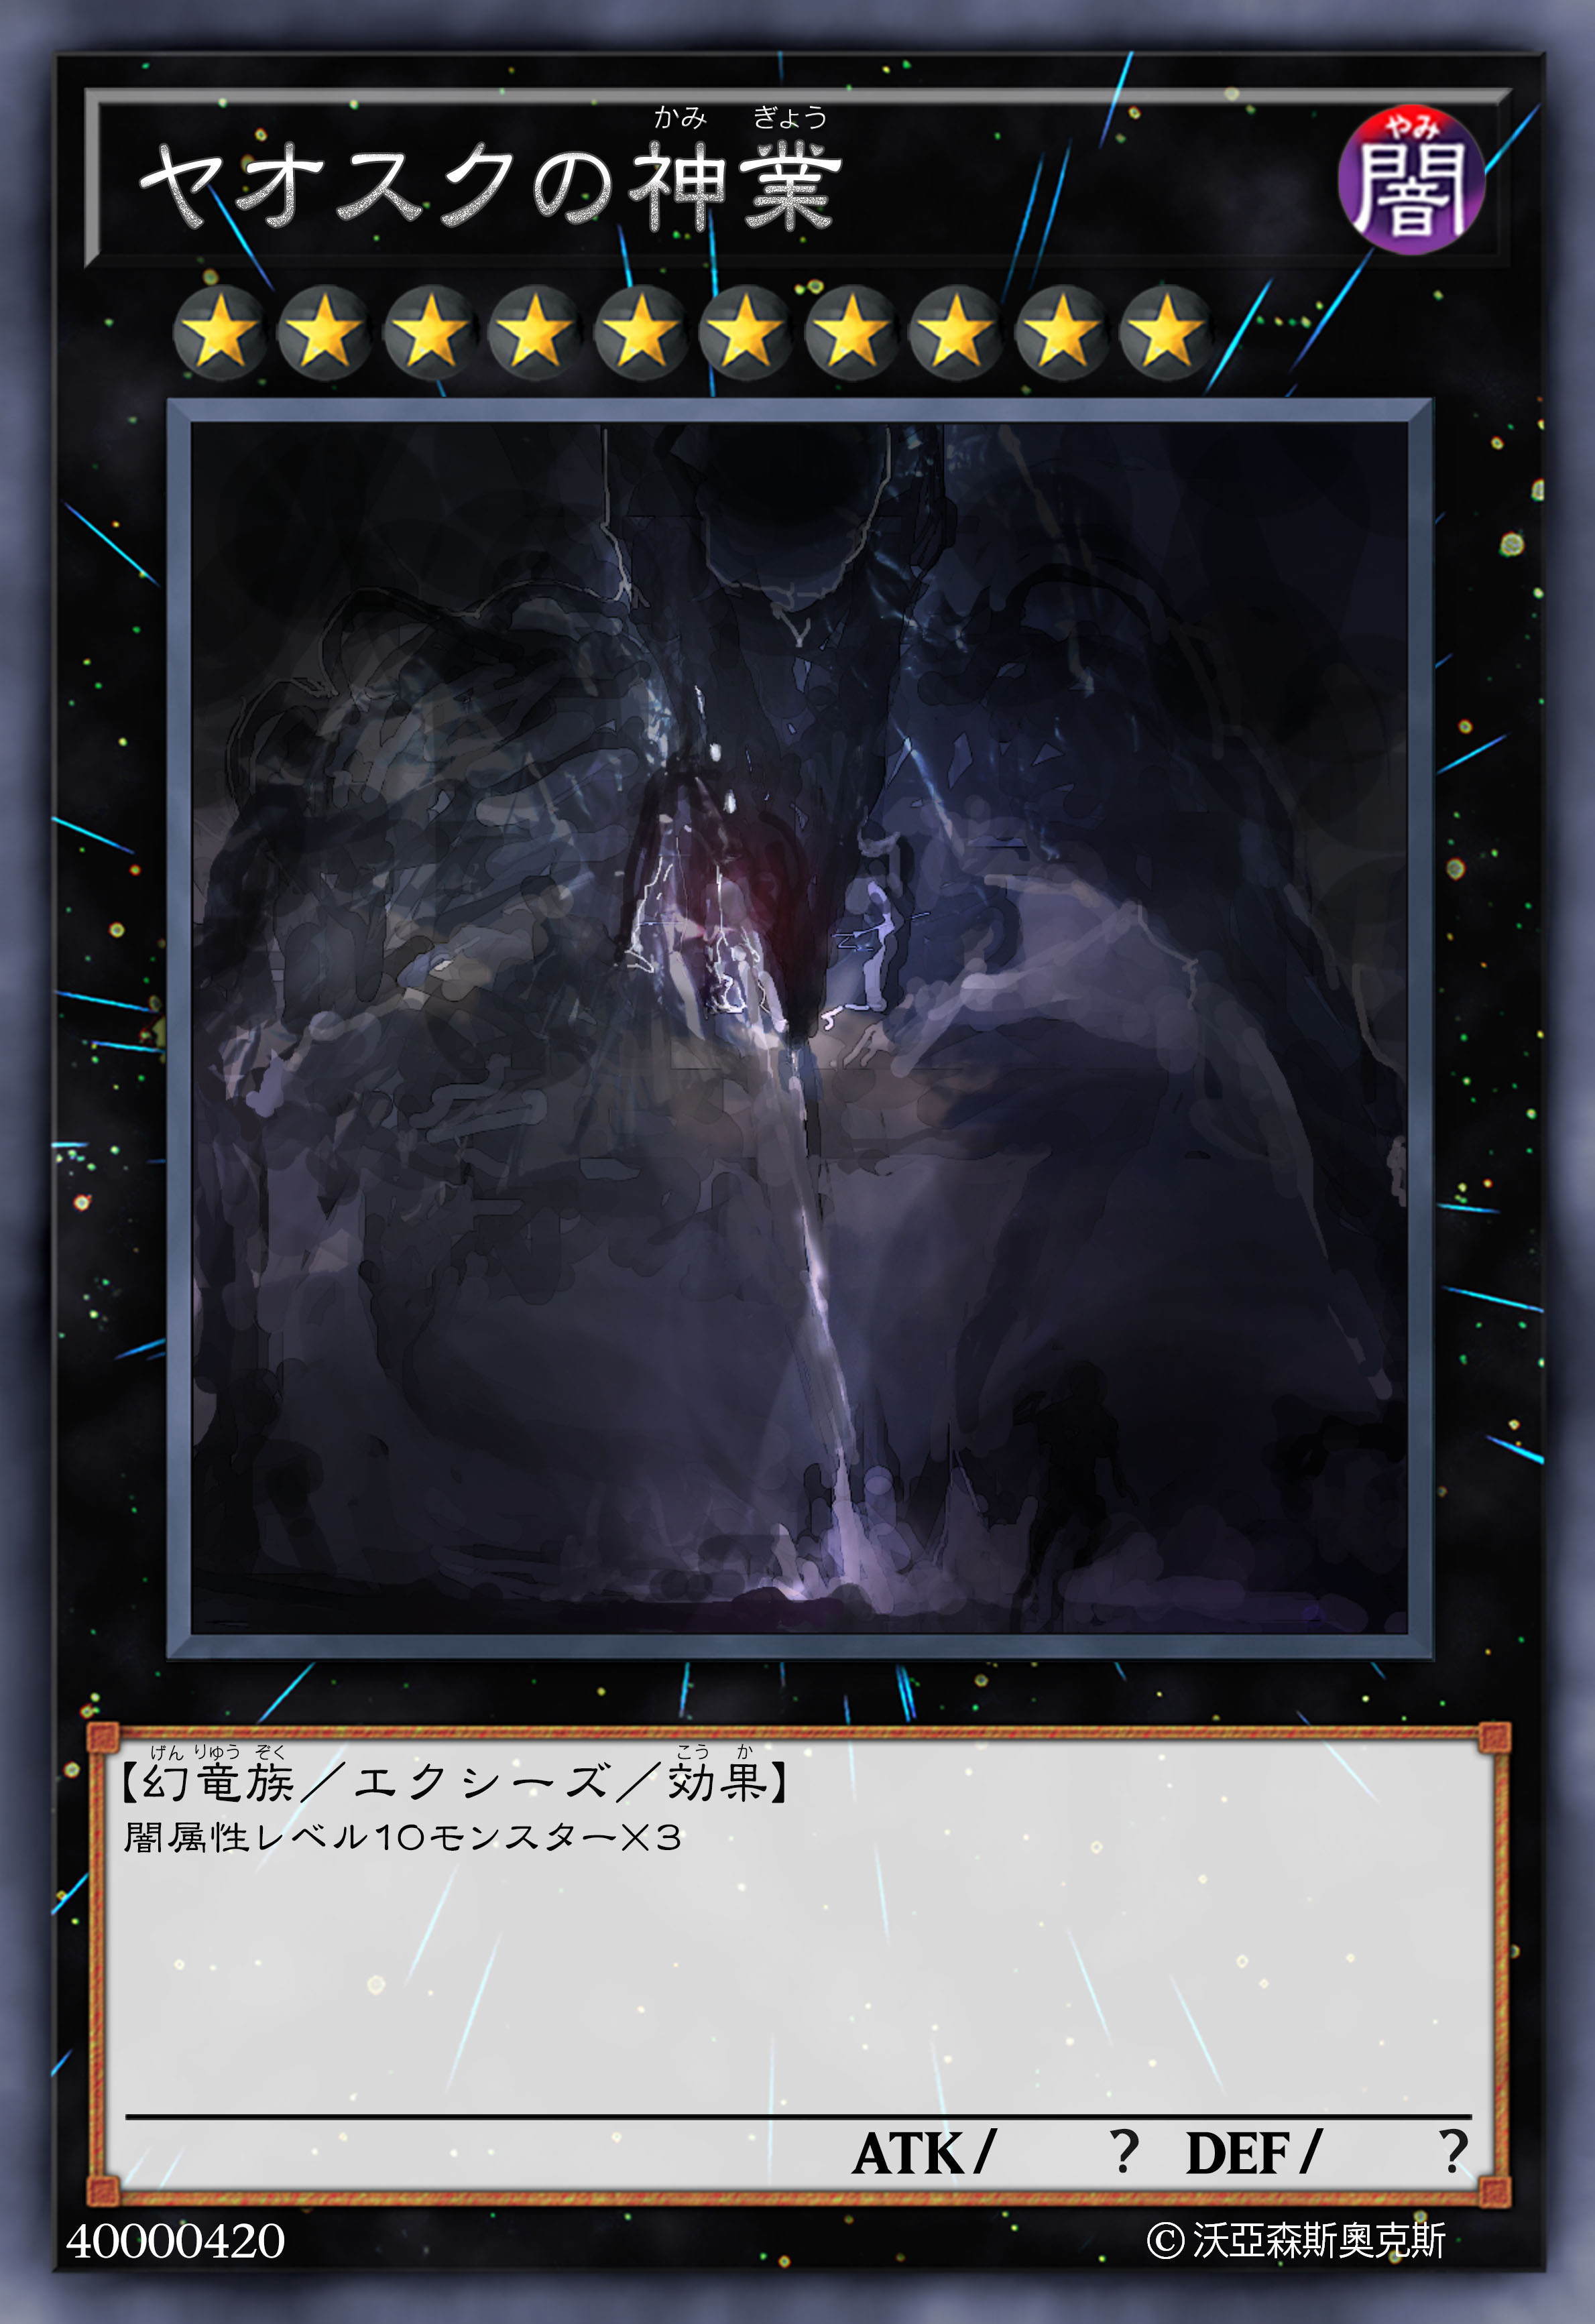 かみ ぎょう
ヤオスクの神業
やみ
闇
げん りゅう ぞく こう か
【幻竜族／エクシーズ／効果】
闇属性レベル10モンスター×3
ATK/ ? DEF/ ?
40000420 ©沃亞森斯奧克斯